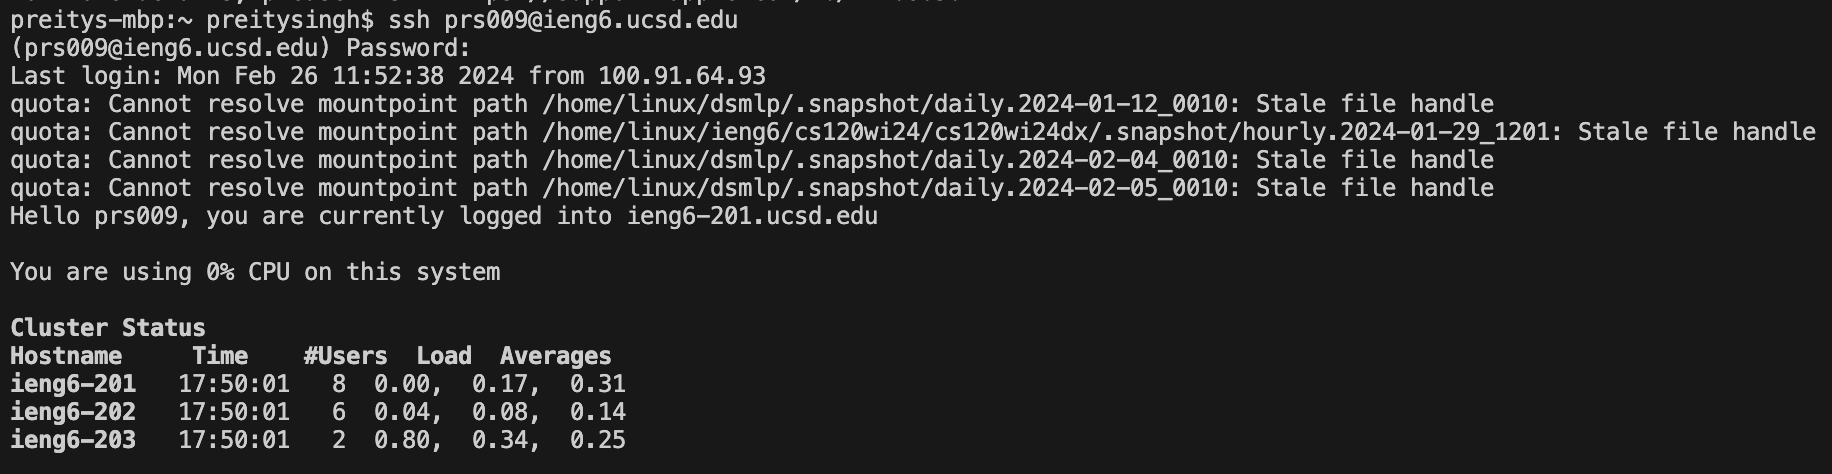 preitys-mbp:~ preitysingh$ ssh prs009@ieng6.ucsd.edu
(prs009@ieng6.ucsd.edu) Password:
Last login: Mon Feb 26 11:52:38 2024 from 100.91.64.93
quota: Cannot resolve mountpoint path /home/linux/dsmlp/.snapshot/daily.2024-01-12_0010: Stale file handle
quota: Cannot resolve mountpoint path /home/linux/ieng6/cs120wi24/cs120wi24dx/.snapshot/hourly.2024-01-29_1201: Stale file handle
quota: Cannot resolve mountpoint path /home/linux/dsmlp/.snapshot/daily.2024-02-04_0010: Stale file handle
quota: Cannot resolve mountpoint path /home/linux/dsmlp/.snapshot/daily.2024-02-05_0010: Stale file handle
Hello prs009, you are currently logged into ieng6-201.ucsd.edu
You are using 0% CPU on this system
Cluster Status
Hostname     Time    #Users  Load  Averages
ieng6-201   17:50:01   8  0.00,  0.17,  0.31
ieng6-202   17:50:01   6  0.04,  0.08,  0.14
ieng6-203   17:50:01   2  0.80,  0.34,  0.25